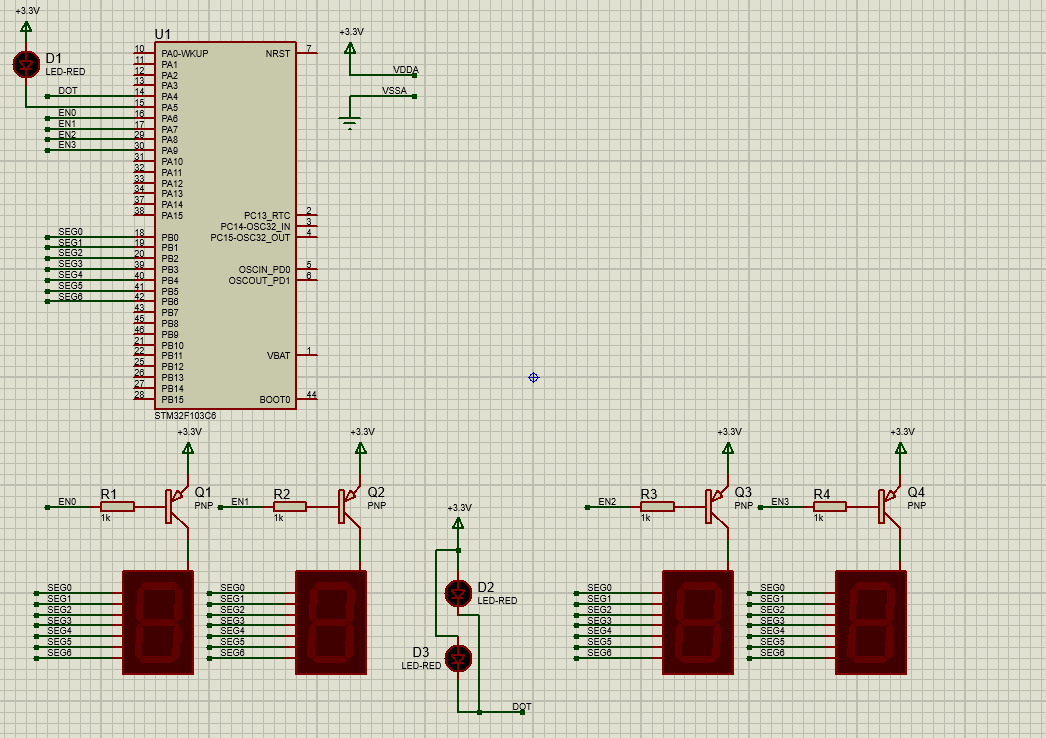 +3.3V
D1
LED-RED
DOT
EN0
EN1
EN2
EN3
SEG0
SEG1
SEG2
SEG3
SEG4
SEG5
SEG6
U1
10 PA0-WKUP
11 PA1
12 PA2
13 PA3
14 PA4
15 PA5
16 PA6
17 PA7
29 PA8
30 PA9
31 PA10
32 PA11
33 PA12
34 PA13
37 PA14
38 PA15
18 PB0
19 PB1
20 PB2
39 PB3
40 PB4
41 PB5
42 PB6
43 PB7
45 PB8
46 PB9
21 PB10
22 PB11
25 PB12
26 PB13
27 PB14
28 PB15
NRST 7
PC13_RTC 2
PC14-OSC32_IN 3
PC15-OSC32_OUT 4
OSCIN_PD0 5
OSCOUT_PD1 6
VBAT 1
BOOT0 44
STM32F103C6
+3.3V
VDDA
VSSA
+3.3V
EN0
R1
1k
Q1
PNP
SEG0
SEG1
SEG2
SEG3
SEG4
SEG5
SEG6
+3.3V
EN1
R2
1k
Q2
PNP
SEG0
SEG1
SEG2
SEG3
SEG4
SEG5
SEG6
+3.3V
D2
LED-RED
D3
LED-RED
DOT
+3.3V
EN2
R3
1k
Q3
PNP
SEG0
SEG1
SEG2
SEG3
SEG4
SEG5
SEG6
+3.3V
EN3
R4
1k
Q4
PNP
SEG0
SEG1
SEG2
SEG3
SEG4
SEG5
SEG6